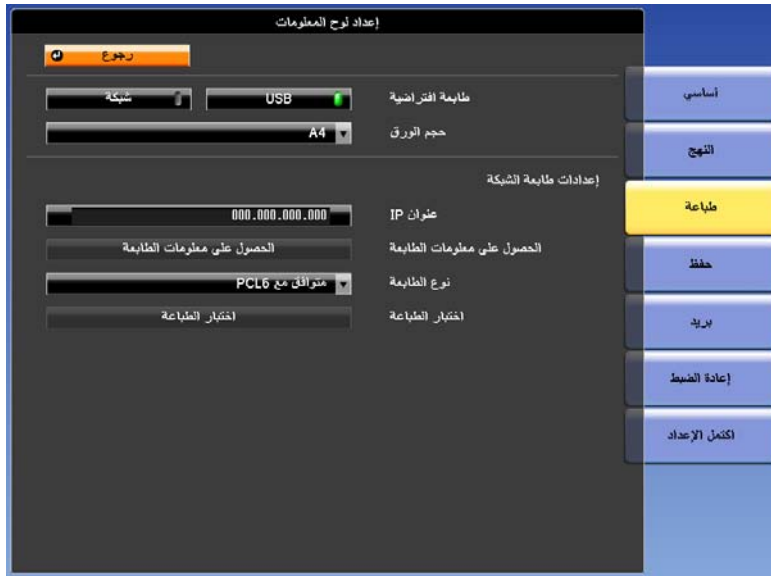 إعداد لوح المعلومات
رجوع
طابعة افتراضية USB شبكة
حجم الورق A4
إعدادات طابعة الشبكة
عنوان IP 000.000.000.000
الحصول على معلومات الطابعة الحصول على معلومات الطابعة
نوع الطابعة متوافق مع PCL6
اختبار الطباعة اختبار الطباعة
أساسي
النهج
طباعة
حفظ
بريد
إعادة الضبط
اكتمل الإعداد